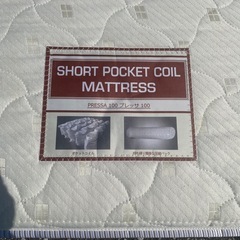 SHORT POCKET COIL
MATTRESS
PRESSA 100 プレッサ 100